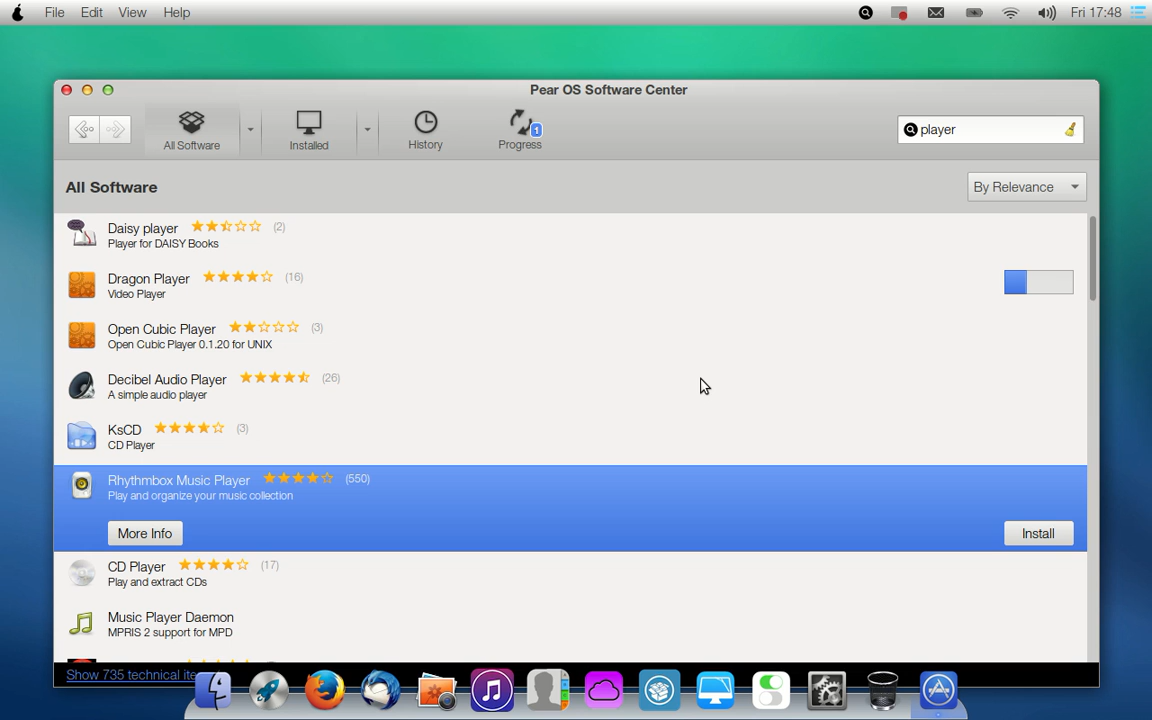 File Edit View Help Fri 17:48
Pear OS Software Center
All Software Installed History Progress 1
player
All Software By Relevance
Daisy player (2)
Player for DAISY Books
Dragon Player (16)
Video Player
Open Cubic Player (3)
Open Cubic Player 0.1.20 for UNIX
Decibel Audio Player (26)
A simple audio player
KsCD (3)
CD Player
Rhythmbox Music Player (550)
Play and organize your music collection
More Info Install
CD Player (17)
Play and extract CDs
Music Player Daemon
MPRIS 2 support for MPD
Show 735 technical ite